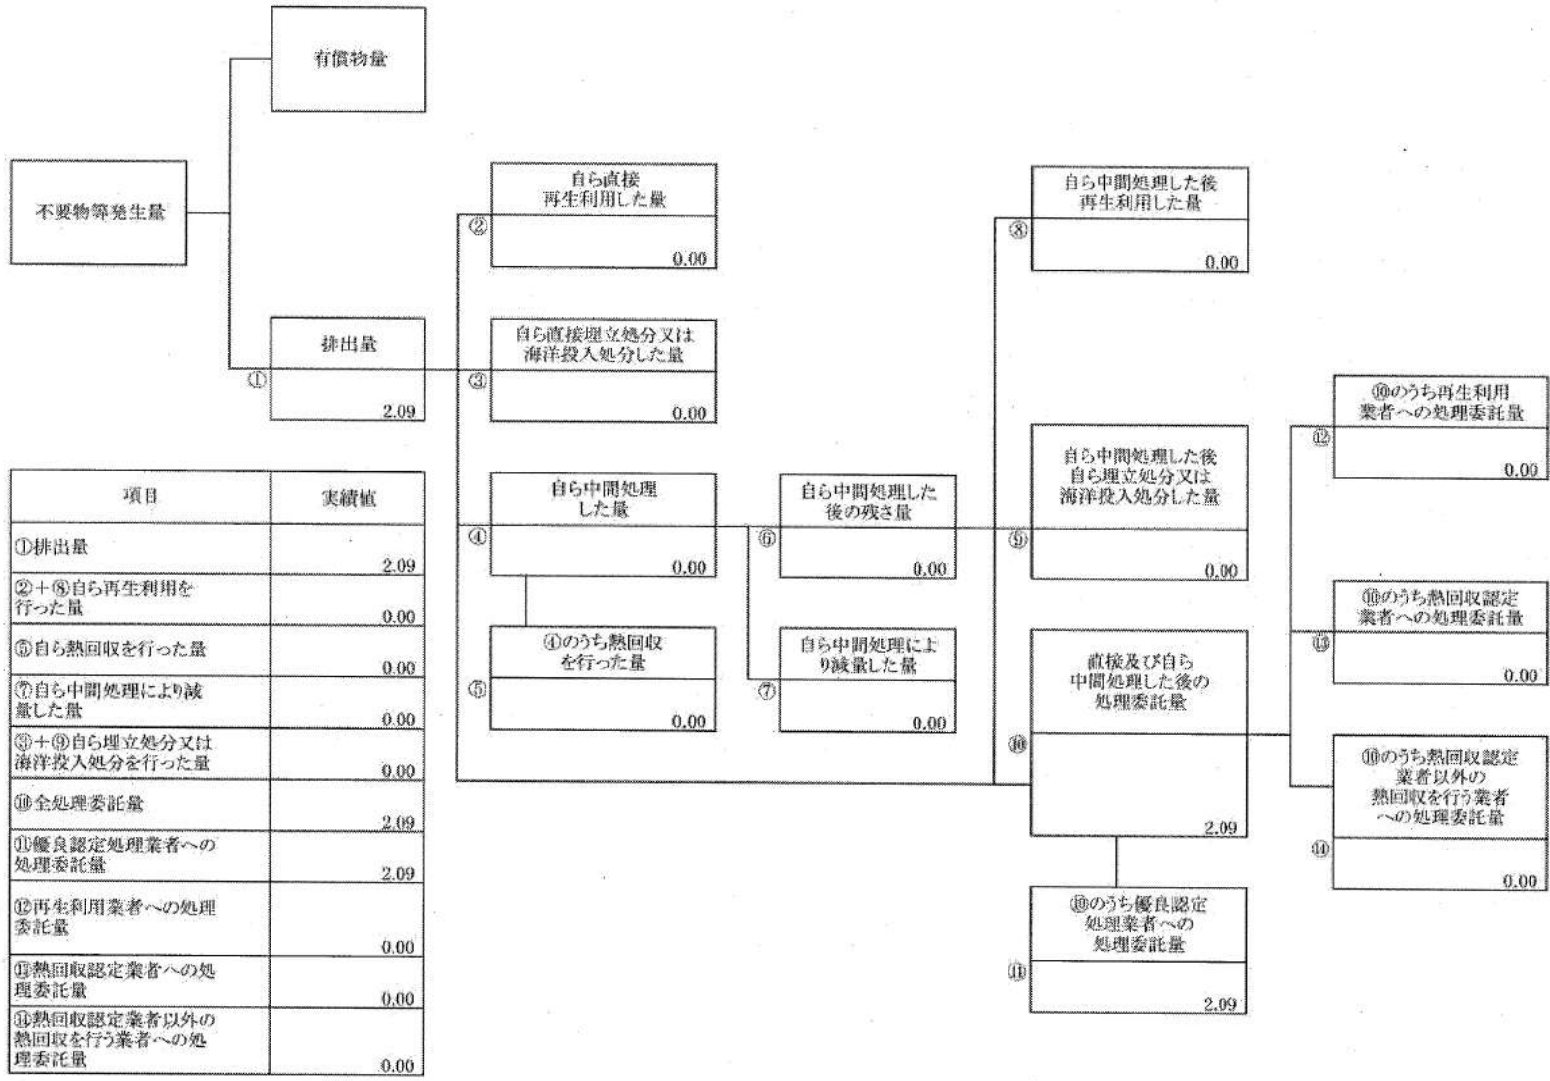 有償物量
不要物等発生量
排出量
①
2.09
自ら直接
再生利用した量
②
0.00
自ら直接埋立処分又は
海洋投入処分した量
③
0.00
自ら中間処理
した量
④
0.00
④のうち熱回収
を行った量
⑤
0.00
自ら中間処理した
後の残さ量
⑥
0.00
自ら中間処理によ
り減量した量
⑦
0.00
自ら中間処理した後
再生利用した量
⑧
0.00
自ら中間処理した後
自ら埋立処分又は
海洋投入処分した量
⑨
0.00
直接及び自ら
中間処理した後の
処理委託量
⑩
2.09
⑩のうち優良認定
処理業者への
処理委託量
⑪
2.09
⑩のうち再生利用
業者への処理委託量
⑫
0.00
⑩のうち熱回収認定
業者への処理委託量
⑬
0.00
⑩のうち熱回収認定
業者以外の
熱回収を行う業者
への処理委託量
⑭
0.00
項目 実績値
①排出量
2.09
②＋⑧自ら再生利用を
行った量
0.00
⑤自ら熱回収を行った量
0.00
⑦自ら中間処理により減
量した量
0.00
③＋⑨自ら埋立処分又は
海洋投入処分を行った量
0.00
⑩全処理委託量
2.09
⑪優良認定処理業者への
処理委託量
2.09
⑫再生利用業者への処理
委託量
0.00
⑬熱回収認定業者への処
理委託量
0.00
⑭熱回収認定業者以外の
熱回収を行う業者への処
理委託量
0.00